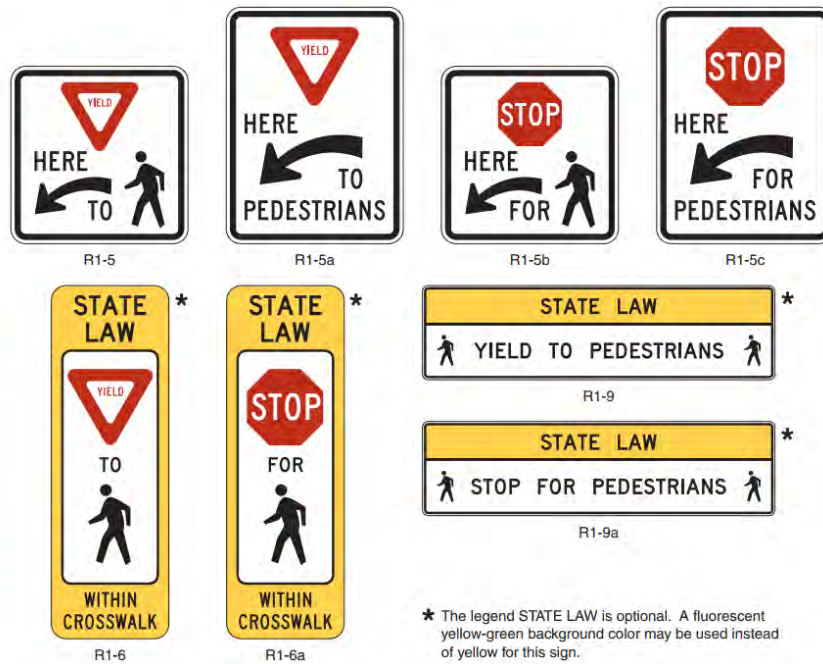 YIELD
HERE
TO
R1-5
YIELD
HERE
TO
PEDESTRIANS
R1-5a
STOP
HERE
FOR
R1-5b
STOP
HERE
FOR
PEDESTRIANS
R1-5c
STATE
LAW
*
YIELD
TO
WITHIN
CROSSWALK
R1-6
STATE
LAW
*
STOP
FOR
WITHIN
CROSSWALK
R1-6a
STATE LAW
*
YIELD TO PEDESTRIANS
R1-9
STATE LAW
*
STOP FOR PEDESTRIANS
R1-9a
* The legend STATE LAW is optional. A fluorescent
yellow-green background color may be used instead
of yellow for this sign.